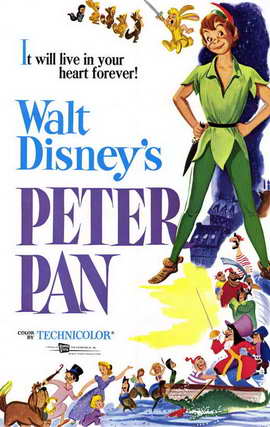 It will live in your
heart forever!
Walt
Disney's
PETER
PAN
COLOR BY TECHNICOLOR®